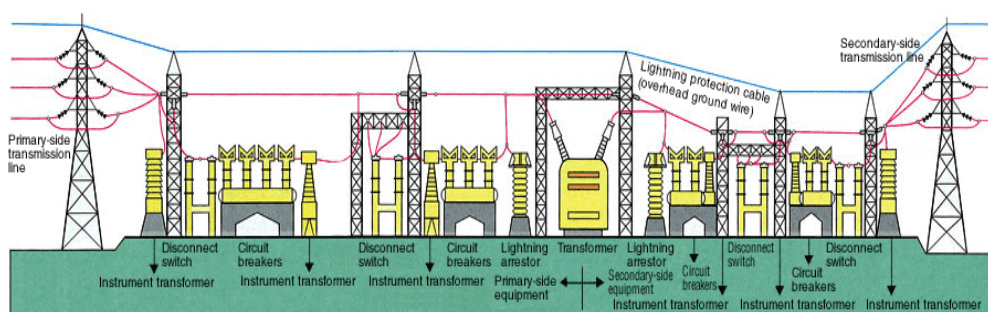 Primary-side
transmission
line
Lightning protection cable
(overhead ground wire)
Secondary-side
transmission line
Disconnect
switch
Circuit
breakers
Disconnect
switch
Circuit
breakers
Lightning
arrestor
Transformer
Lightning
arrestor
Circuit
breakers
Disconnect
switch
Circuit
breakers
Disconnect
switch
Instrument transformer
Instrument transformer
Instrument transformer
Primary-side
equipment
Secondary-side
equipment
Instrument transformer
Instrument transformer
Instrument transformer